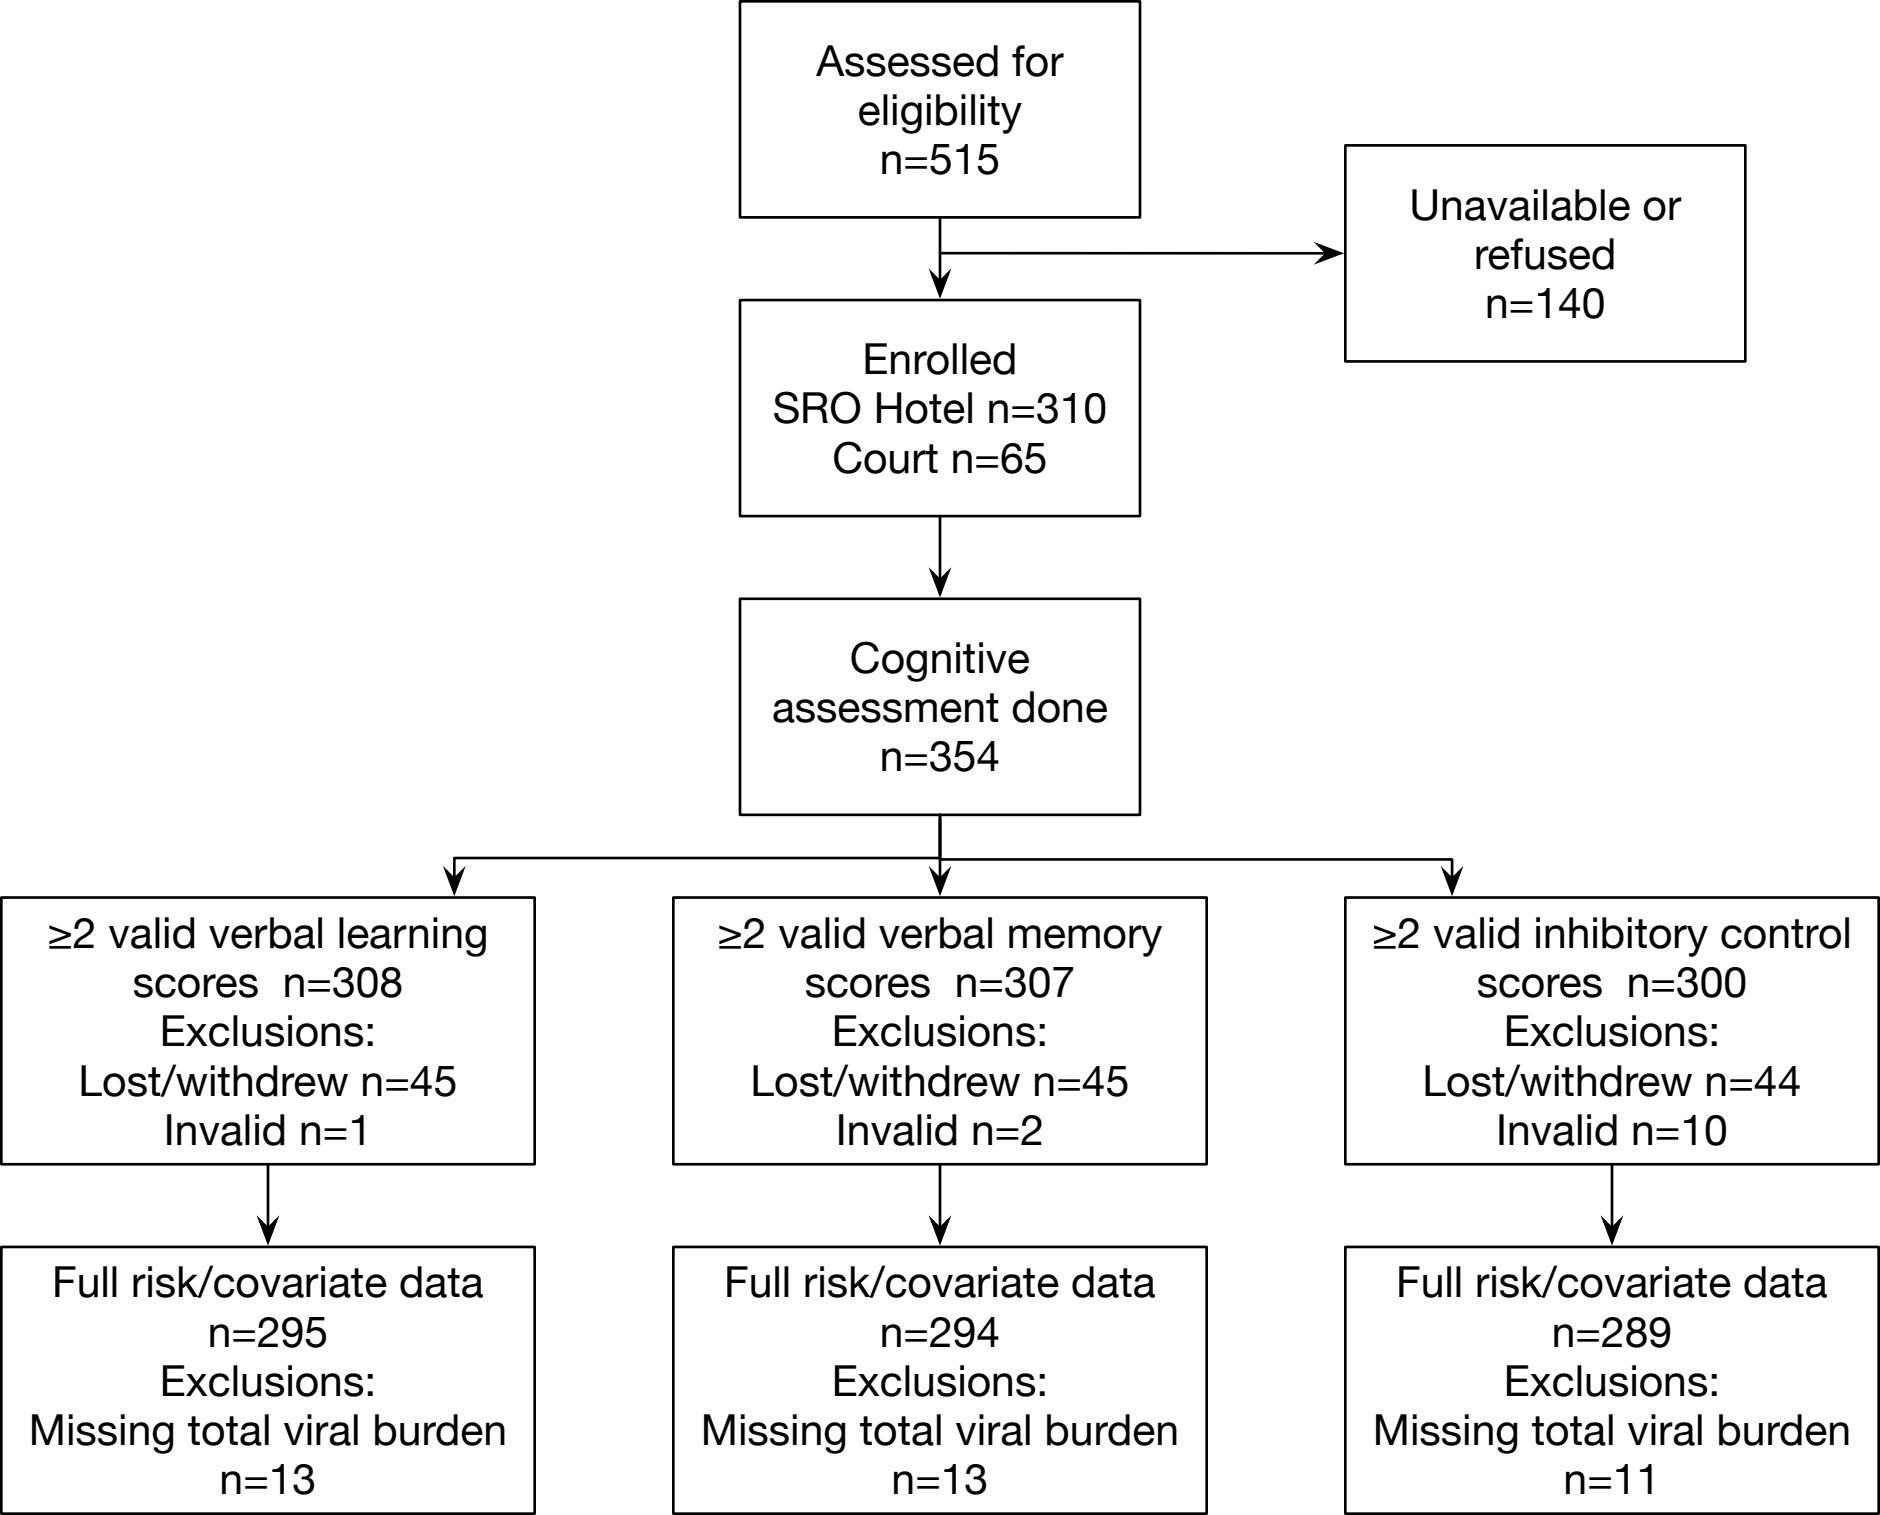 Assessed for
eligibility
n=515
Unavailable or
refused
n=140
Enrolled
SRO Hotel n=310
Court n=65
Cognitive
assessment done
n=354
≥2 valid verbal learning
scores  n=308
Exclusions:
Lost/withdrew n=45
Invalid n=1
≥2 valid verbal memory
scores  n=307
Exclusions:
Lost/withdrew n=45
Invalid n=2
≥2 valid inhibitory control
scores  n=300
Exclusions:
Lost/withdrew n=44
Invalid n=10
Full risk/covariate data
n=295
Exclusions:
Missing total viral burden
n=13
Full risk/covariate data
n=294
Exclusions:
Missing total viral burden
n=13
Full risk/covariate data
n=289
Exclusions:
Missing total viral burden
n=11